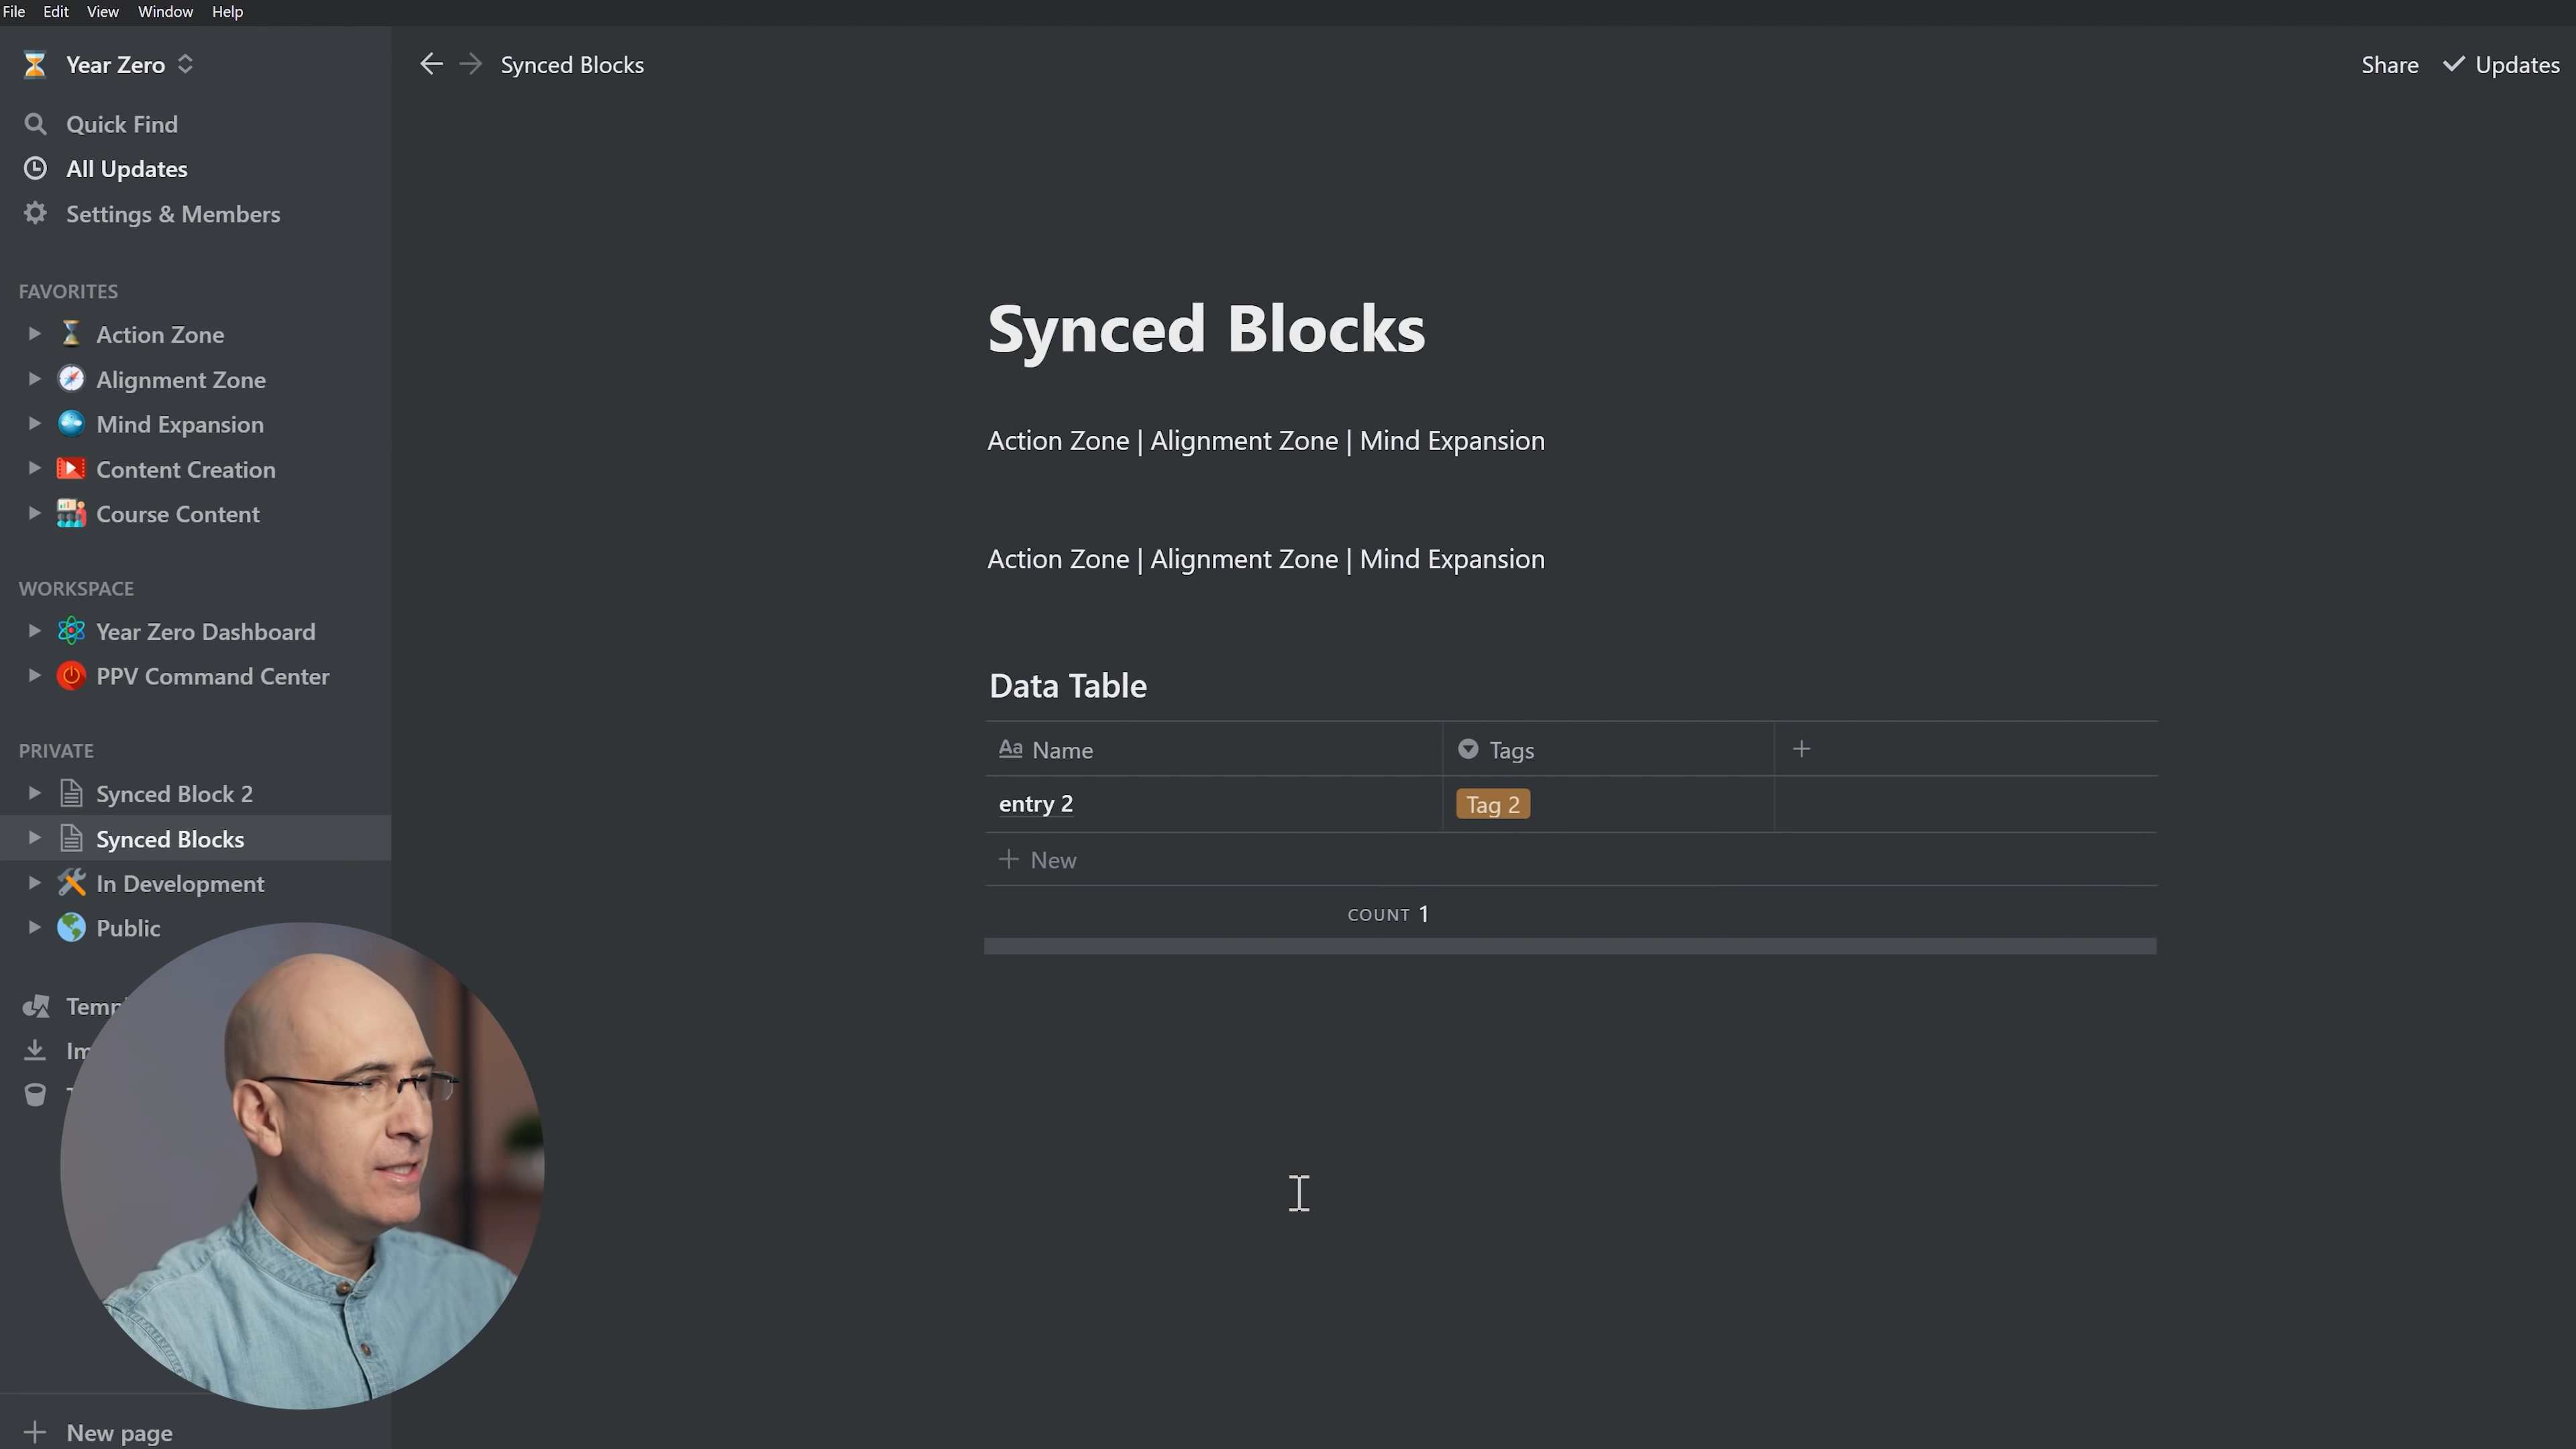 File Edit View Window Help
Year Zero
Quick Find
All Updates
Settings & Members
FAVORITES
Action Zone
Alignment Zone
Mind Expansion
Content Creation
Course Content
WORKSPACE
Year Zero Dashboard
PPV Command Center
PRIVATE
Synced Block 2
Synced Blocks
In Development
Public
New page
Synced Blocks
Share Updates
Synced Blocks
Action Zone | Alignment Zone | Mind Expansion
Action Zone | Alignment Zone | Mind Expansion
Data Table
Aa Name Tags +
entry 2 Tag 2
+ New
COUNT 1